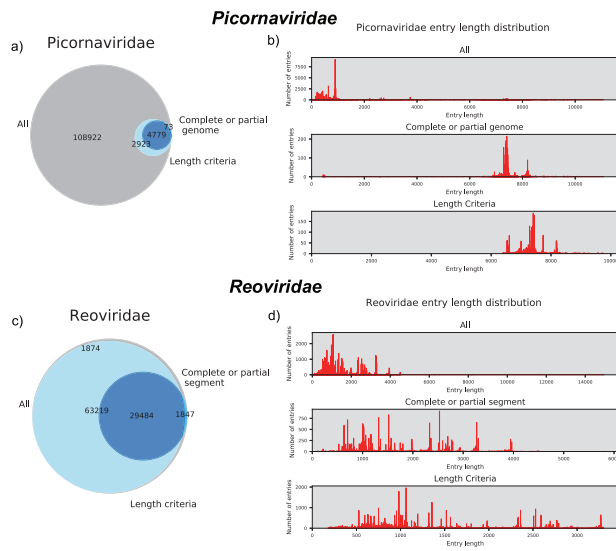 Picornaviridae
a)
Picornaviridae
All
108922
73
4779
2923
Complete or partial
genome
Length criteria
b)
Picornaviridae entry length distribution
All
Number of entries
7500
5000
2500
0
0 2000 4000 6000 8000 10000
Entry length
Complete or partial genome
Number of entries
200
150
100
50
0
0 2000 4000 6000 8000 10000
Entry length
Length Criteria
Number of entries
150
100
50
0
0 2000 4000 6000 8000 10000
Entry length
Reoviridae
c)
Reoviridae
1874
All
Complete or partial
segment
63219
29484
1847
Length criteria
d)
Reoviridae entry length distribution
All
Number of entries
2000
1000
0
0 2000 4000 6000 8000 10000 12000 14000
Entry length
Complete or partial segment
Number of entries
750
500
250
0
0 1000 2000 3000 4000 5000 6000
Entry length
Length Criteria
Number of entries
2000
1500
1000
500
0
500 1000 1500 2000 2500 3000
Entry length